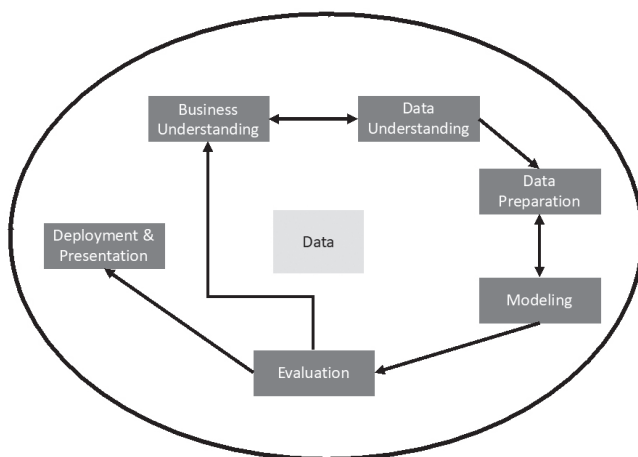 Business
Understanding
Data
Understanding
Data
Preparation
Deployment &
Presentation
Data
Modeling
Evaluation